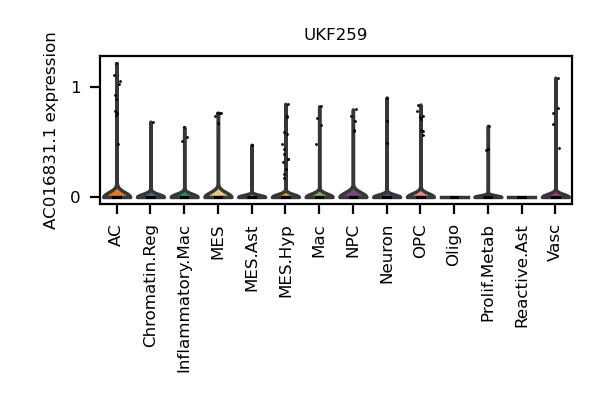 UKF259
AC016831.1 expression
1
0
AC
Chromatin.Reg
Inflammatory.Mac
MES
MES.Ast
MES.Hyp
Mac
NPC
Neuron
OPC
Oligo
Prolif.Metab
Reactive.Ast
Vasc